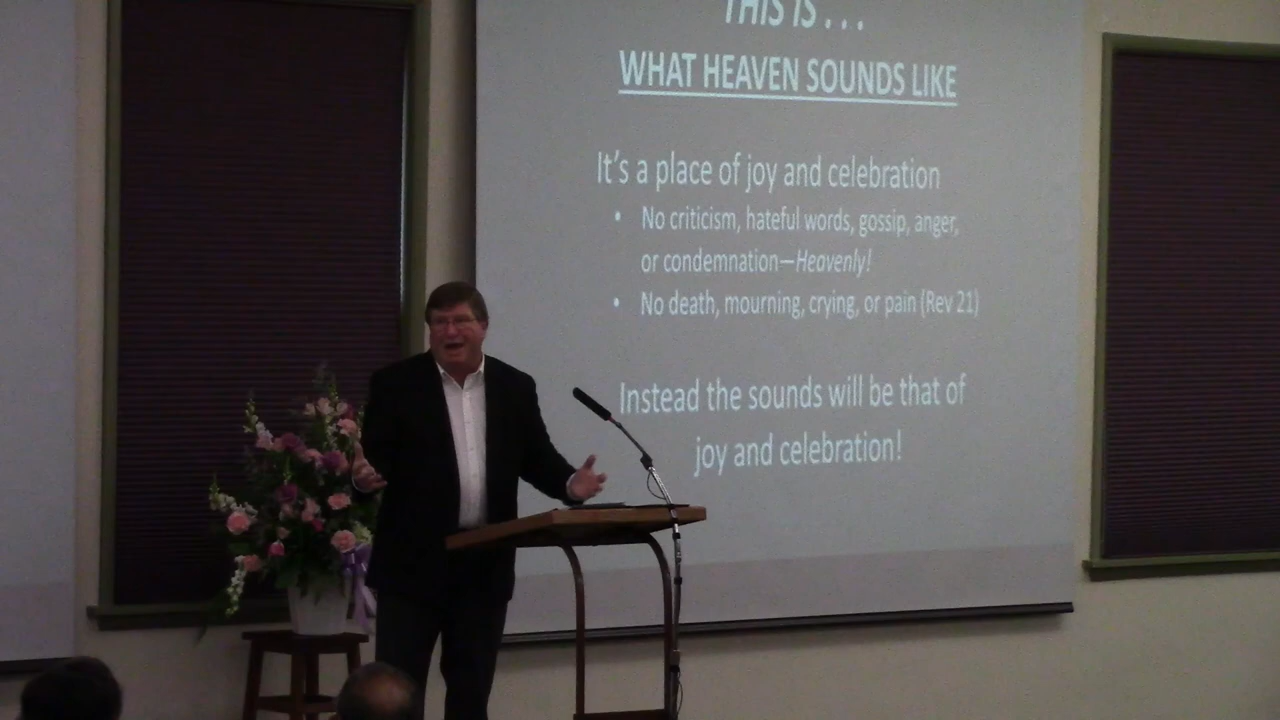 THIS IS . . .
WHAT HEAVEN SOUNDS LIKE
It's a place of joy and celebration
• No criticism, hateful words, gossip, anger,
or condemnation—Heavenly!
• No death, mourning, crying, or pain (Rev 21)
Instead the sounds will be that of
joy and celebration!